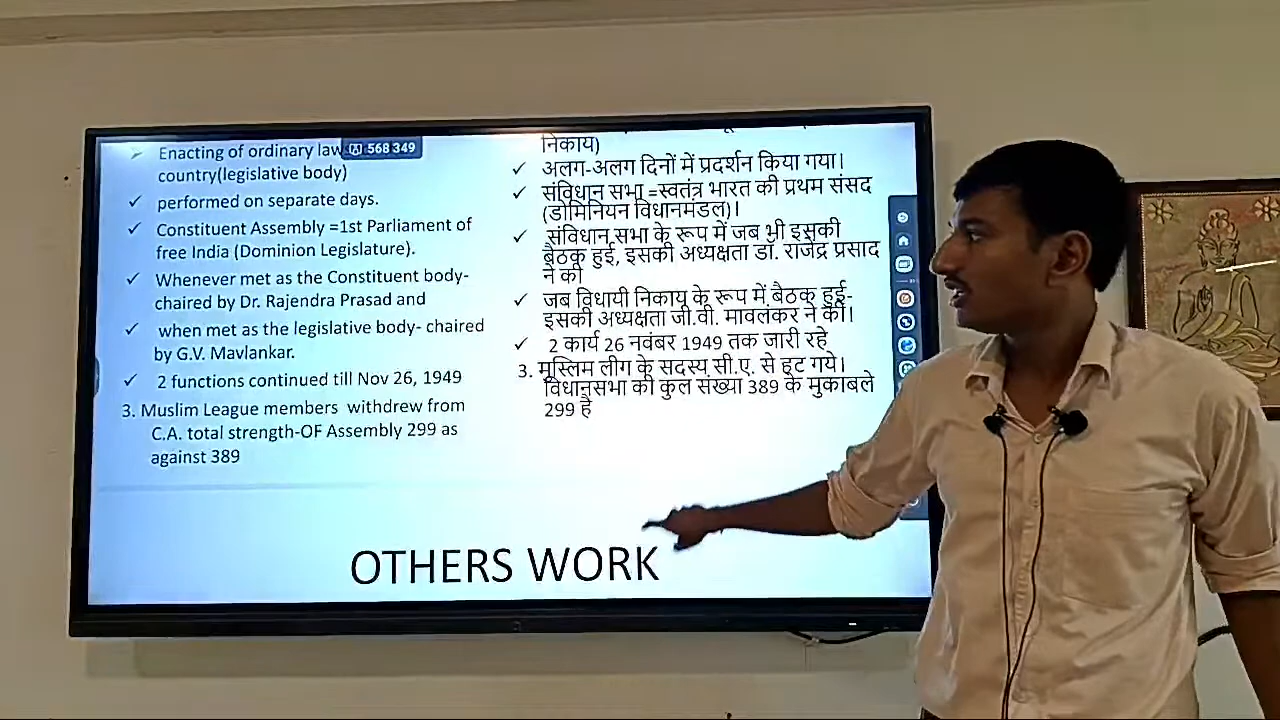 Enacting of ordinary law
568 349
country(legislative body)
✓ performed on separate days.
✓ Constituent Assembly =1st Parliament of
free India (Dominion Legislature).
✓ Whenever met as the Constituent body-
chaired by Dr. Rajendra Prasad and
✓ when met as the legislative body- chaired
by G.V. Mavlankar.
✓ 2 functions continued till Nov 26, 1949
3. Muslim League members withdrew from
C.A. total strength-OF Assembly 299 as
against 389
निकाय)
✓ अलग-अलग दिनों में प्रदर्शन किया गया।
✓ संविधान सभा =स्वतंत्र भारत की प्रथम संसद
(डोमिनियन विधानमंडल)।
✓ संविधान सभा के रूप में जब भी इसकी
बैठक हुई, इसकी अध्यक्षता डॉ. राजेंद्र प्रसाद
ने की
✓ जब विधायी निकाय के रूप में बैठक हुई-
इसकी अध्यक्षता जी.वी. मावलंकर ने की।
✓ 2 कार्य 26 नवंबर 1949 तक जारी रहे
3. मुस्लिम लीग के सदस्य सी.ए. से हट गये।
विधानसभा की कुल संख्या 389 के मुकाबले
299 है
OTHERS WORK